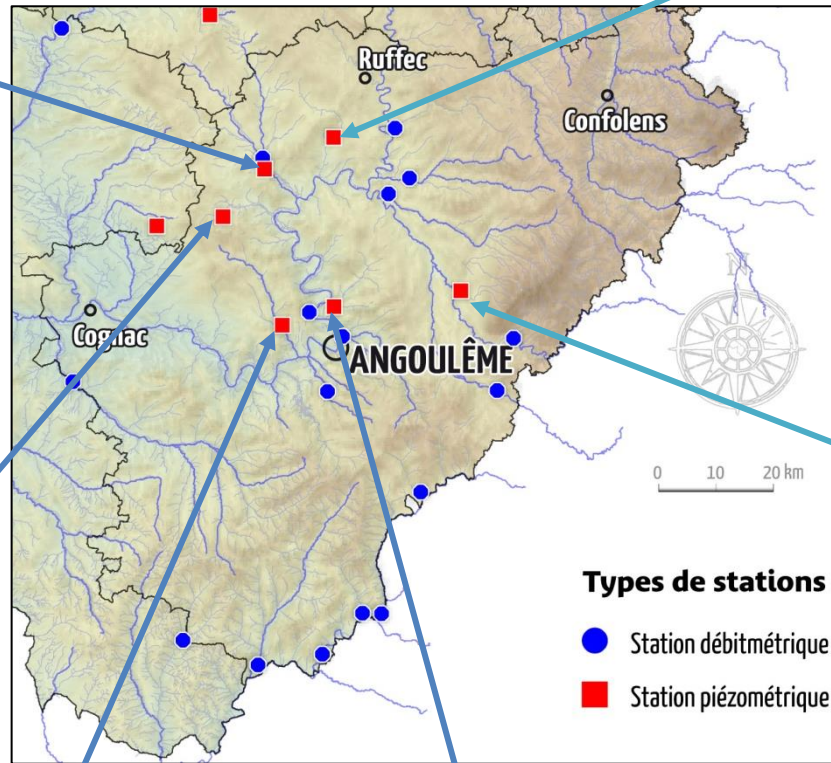 Ruffec
Confolens
N
Cognac
ANGOULÊME
0 10 20 km
Types de stations
Station débitmétrique
Station piézométrique